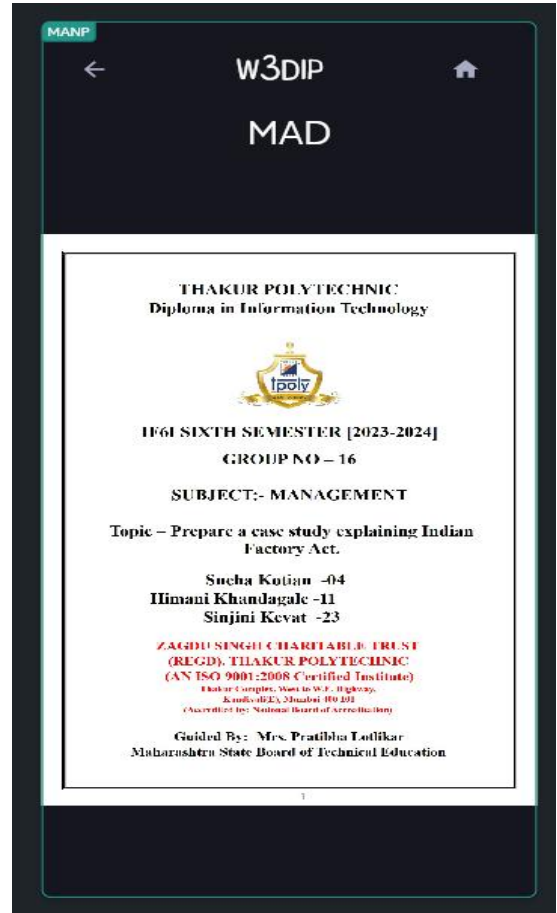 MANP
W3DIP
MAD
THAKUR POLYTECHNIC
Diploma in Information Technology
tpoly
IF6I SIXTH SEMESTER [2023-2024]
GROUP NO – 16
SUBJECT:- MANAGEMENT
Topic – Prepare a case study explaining Indian
Factory Act.
Kotian -04
Himani Khandagale -11
Sinjini Kevat -23
ZAGDU SINGH CHARITABLE TRUST
(REGD). THAKUR POLYTECHNIC
(AN ISO 9001:2008 Certified Institute)
Thakur Complex, West to W.E. Highway,
Kandivali(E), Mumbai 400 101
(Accredited by: National Board of Accreditation)
Guided By: Mrs. Pratibha Lotlikar
Maharashtra State Board of Technical Education
1